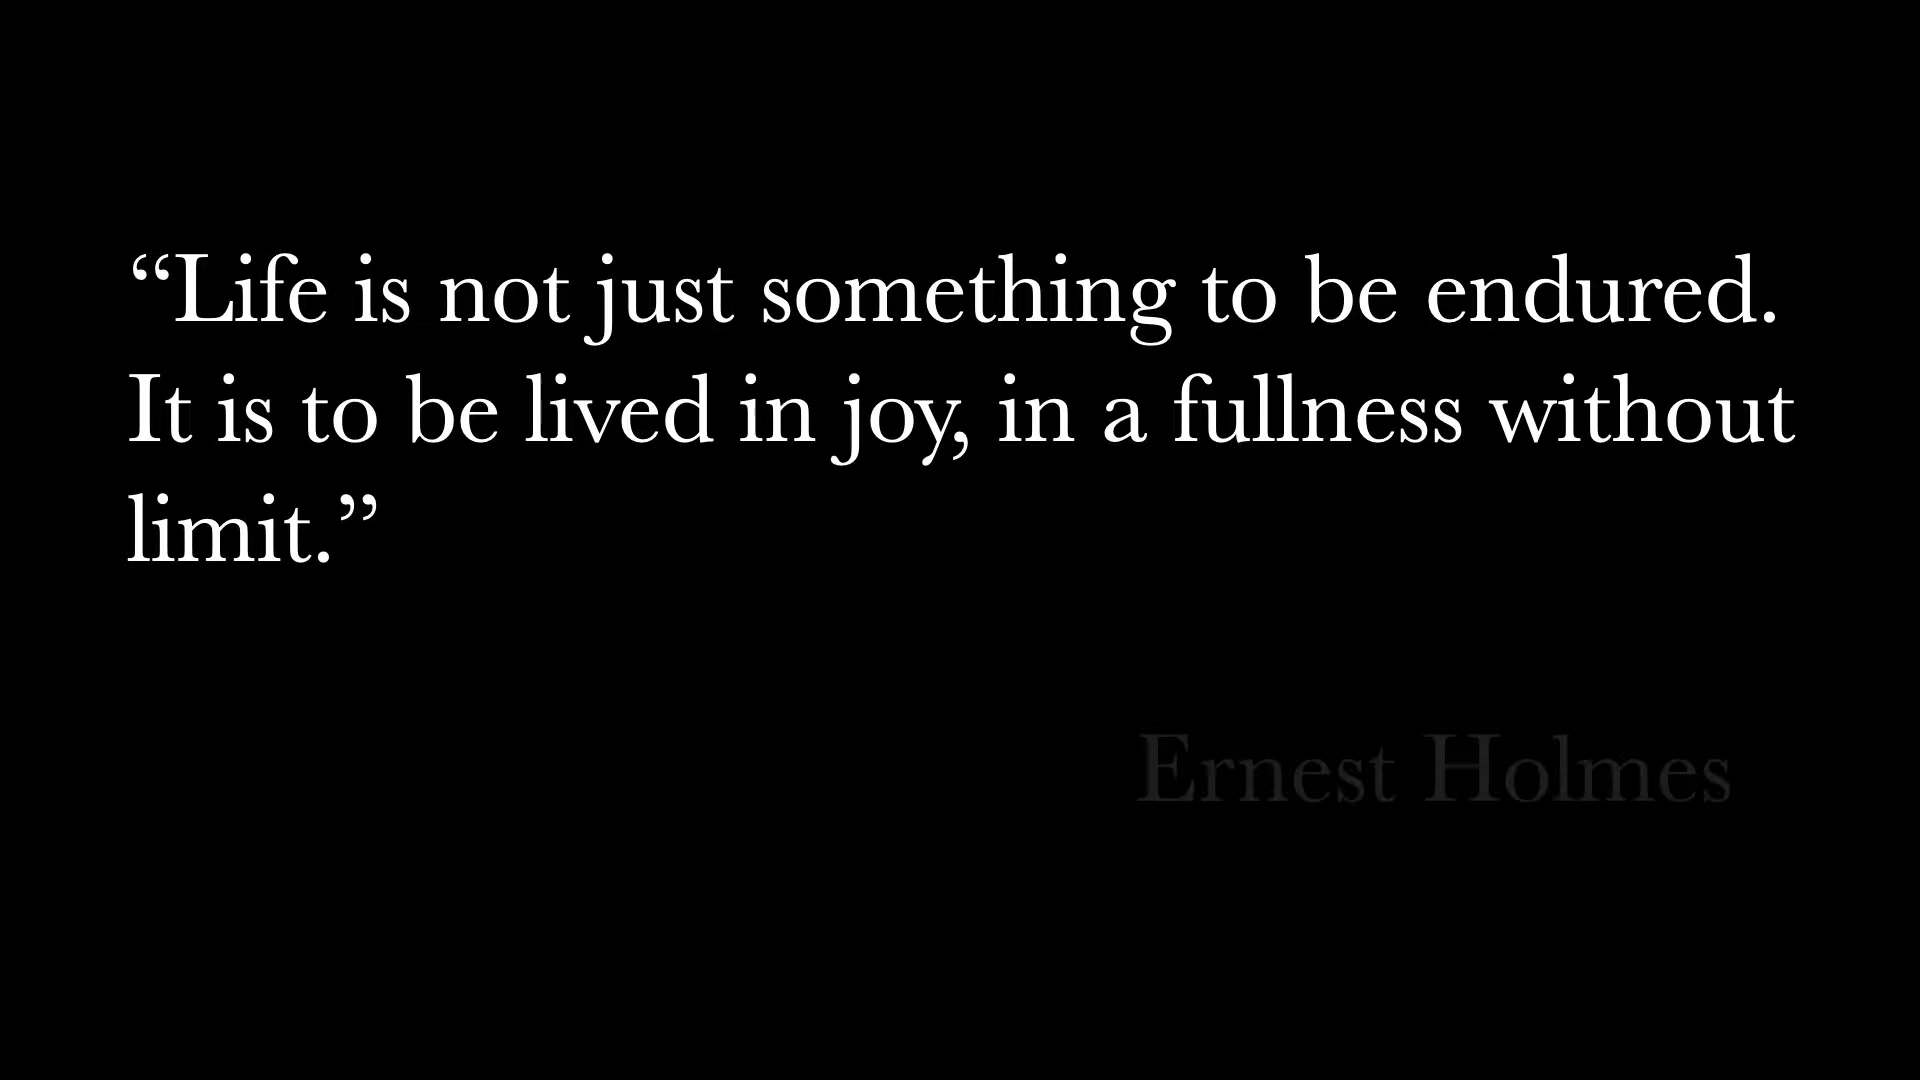 “Life is not just something to be endured.
It is to be lived in joy, in a fullness without
limit.”
Ernest Holmes